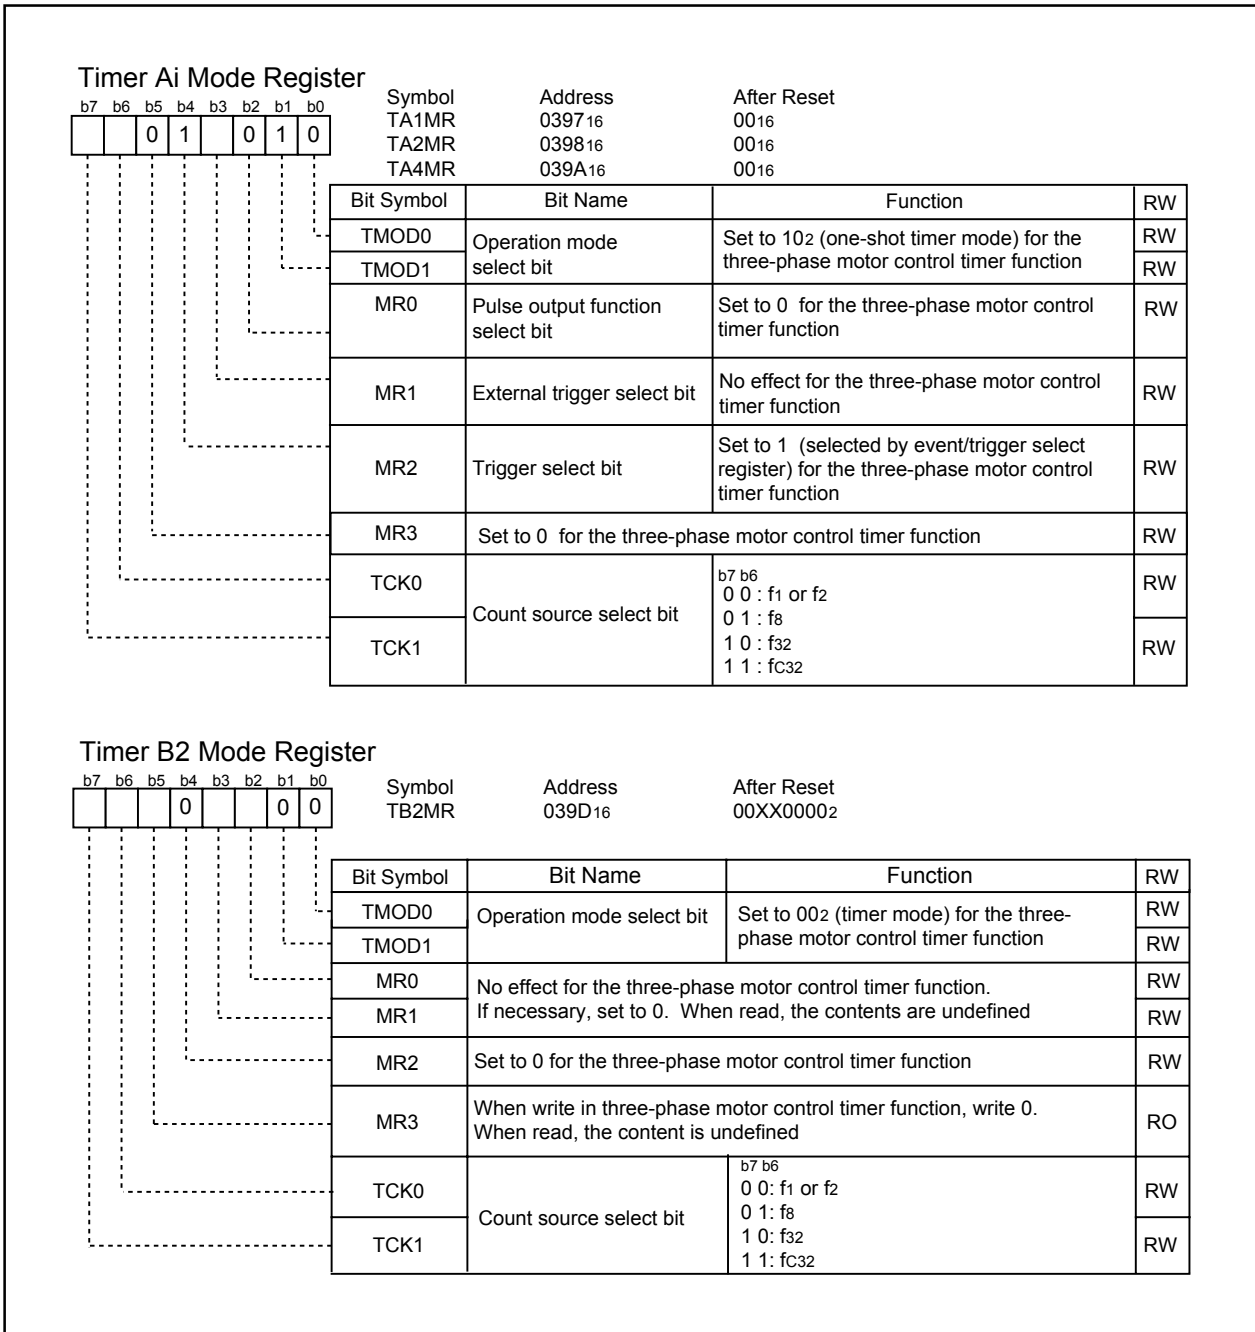 Timer Ai Mode Register
b7 b6 b5 b4 b3 b2 b1 b0
0 1 0 1 0
Symbol Address After Reset
TA1MR 039716 0016
TA2MR 039816 0016
TA4MR 039A16 0016
Bit Symbol Bit Name Function RW
TMOD0 Operation mode select bit Set to 102 (one-shot timer mode) for the RW
TMOD1 three-phase motor control timer function RW
MR0 Pulse output function Set to 0 for the three-phase motor control RW
select bit timer function
MR1 External trigger select bit No effect for the three-phase motor control RW
timer function
MR2 Trigger select bit Set to 1 (selected by event/trigger select RW
register) for the three-phase motor control
timer function
MR3 Set to 0 for the three-phase motor control timer function RW
TCK0 Count source select bit b7 b6 RW
0 0 : f1 or f2
0 1 : f8
TCK1 1 0 : f32 RW
1 1 : fC32
Timer B2 Mode Register
b7 b6 b5 b4 b3 b2 b1 b0
0 0 0
Symbol Address After Reset
TB2MR 039D16 00XX00002
Bit Symbol Bit Name Function RW
TMOD0 Operation mode select bit Set to 002 (timer mode) for the three- RW
TMOD1 phase motor control timer function RW
MR0 No effect for the three-phase motor control timer function. RW
MR1 If necessary, set to 0. When read, the contents are undefined RW
MR2 Set to 0 for the three-phase motor control timer function RW
MR3 When write in three-phase motor control timer function, write 0. RO
When read, the content is undefined
TCK0 Count source select bit b7 b6 RW
0 0: f1 or f2
0 1: f8
TCK1 1 0: f32 RW
1 1: fC32